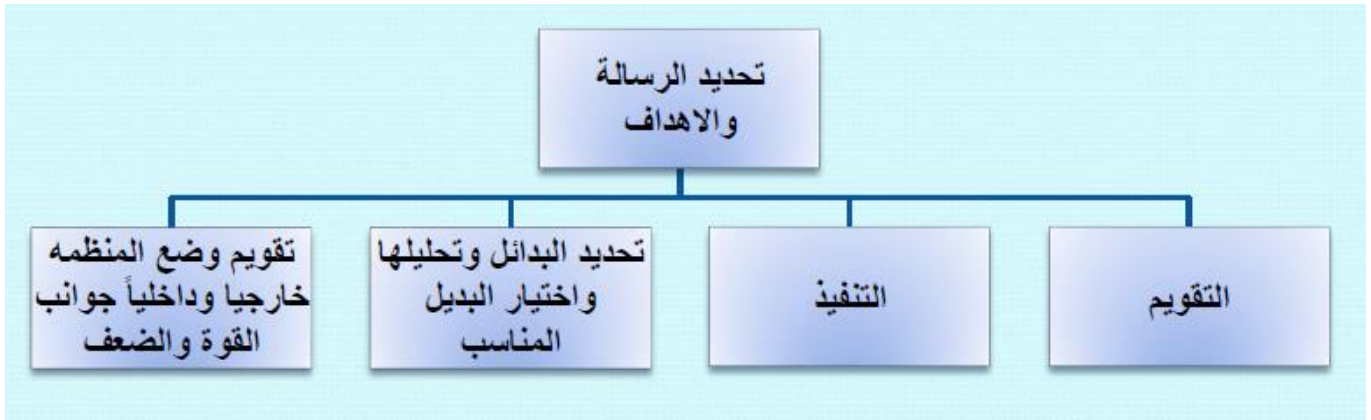 تحديد الرسالة
والاهداف
التقويم
التنفيذ
تحديد البدائل وتحليلها
واختيار البديل
المناسب
تقويم وضع المنظمه
خارجيا وداخلياً جوانب
القوة والضعف